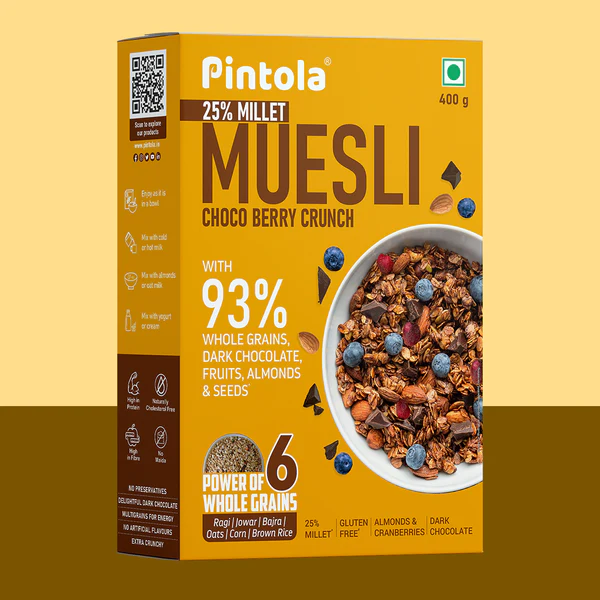 Pintola®
25% MILLET
MUESLI
CHOCO BERRY CRUNCH
400 g
WITH
93%
WHOLE GRAINS,
DARK CHOCOLATE,
FRUITS, ALMONDS
& SEEDS*
POWER OF 6
WHOLE GRAINS
Ragi | Jowar | Bajra |
Oats | Corn | Brown Rice
25%
MILLET*
GLUTEN
FREE*
ALMONDS &
CRANBERRIES
DARK
CHOCOLATE
Scan to explore
our products
www.pintola.in
Enjoy as it is
in a bowl
Mix with cold
or hot milk
Mix with almonds
or oat milk
Mix with yogurt
or cream
High in
Protein
Naturally
Cholesterol Free
High
in Fibre
No
Maida
NO PRESERVATIVES
DELIGHTFUL DARK CHOCOLATE
MULTIGRAINS FOR ENERGY
NO ARTIFICIAL FLAVOURS
EXTRA CRUNCHY